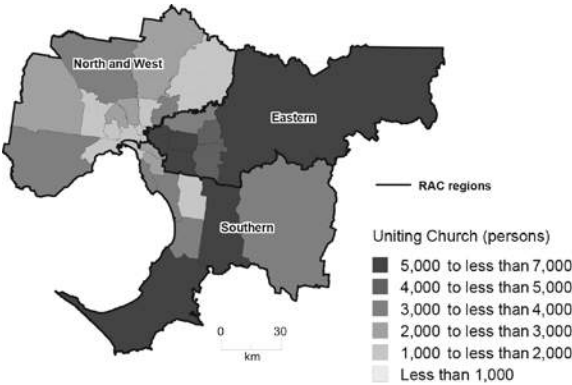 North and West
Eastern
RAC regions
Southern
Uniting Church (persons)
5,000 to less than 7,000
4,000 to less than 5,000
3,000 to less than 4,000
2,000 to less than 3,000
1,000 to less than 2,000
Less than 1,000
0 30
km